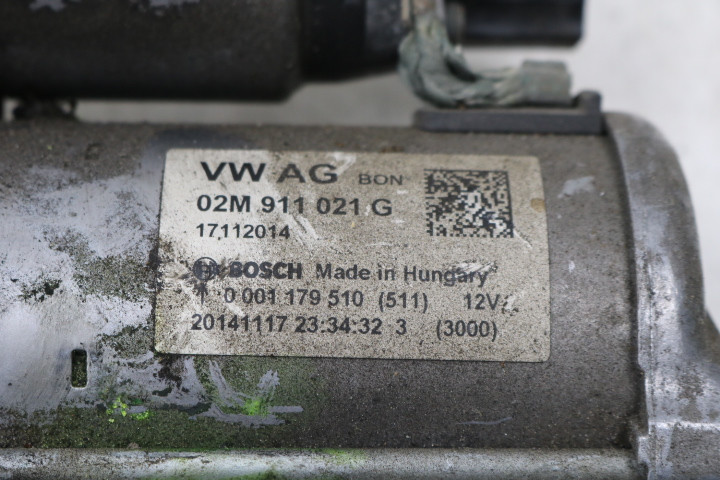 VW AG BON
02M 911 021 G
17112014
BOSCH Made in Hungary
0 001 179 510 (511) 12V
20141117 23:34:32 3 (3000)